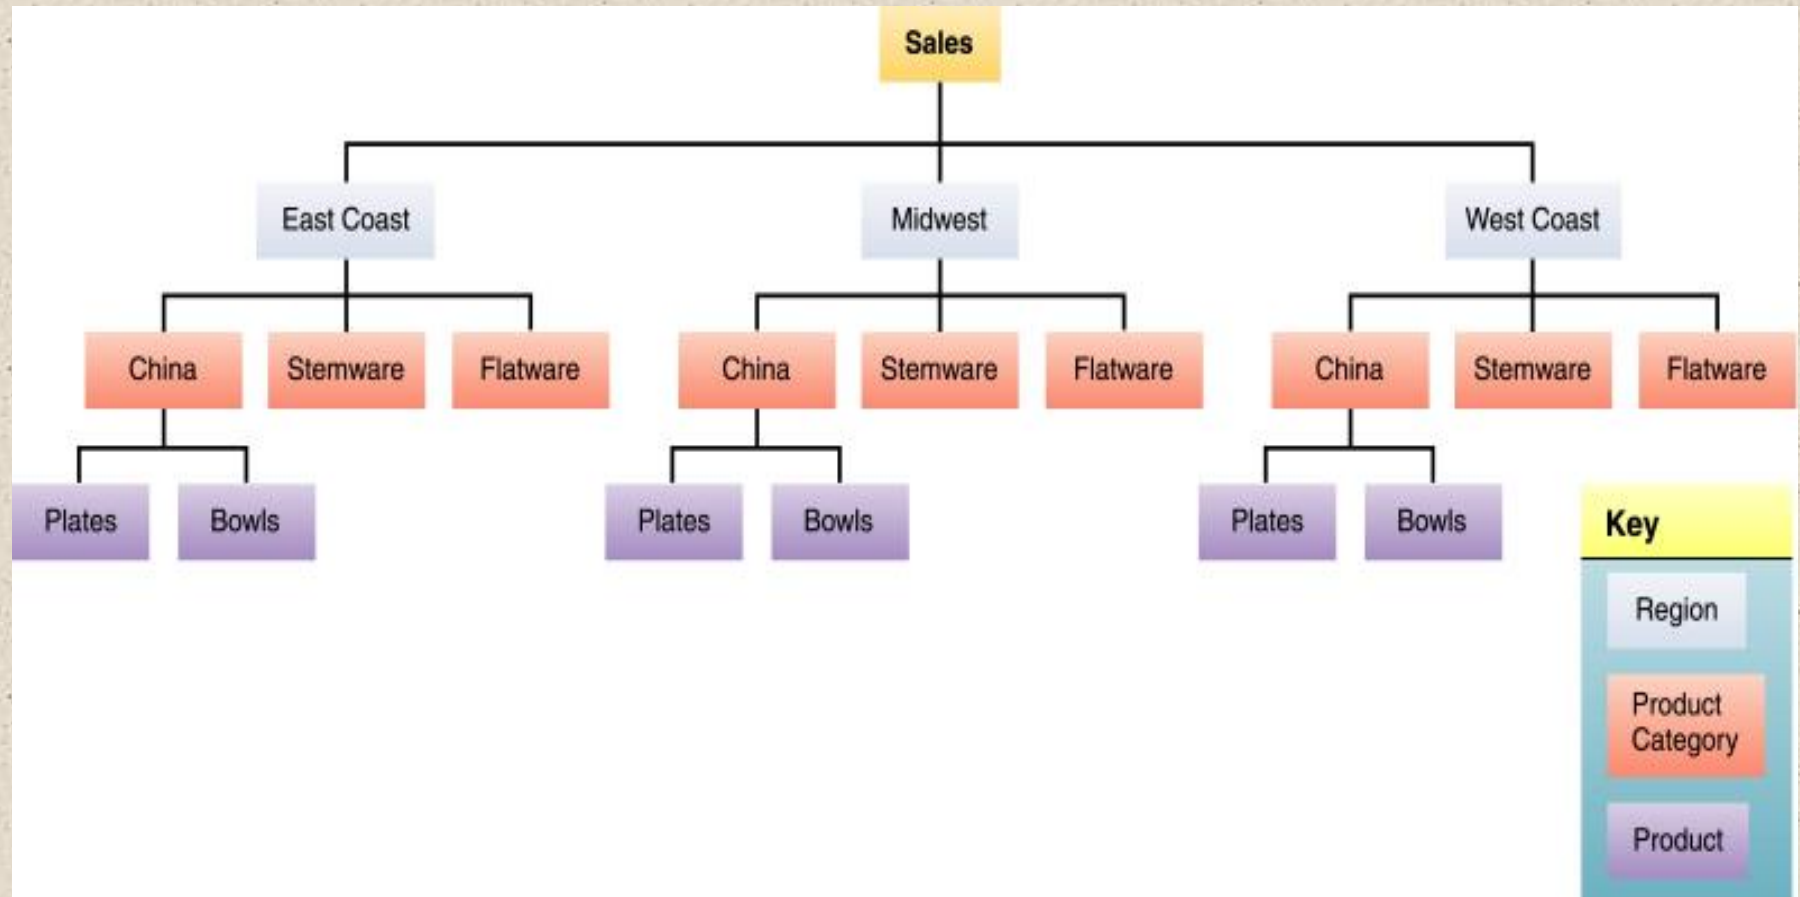 Sales
East Coast
Midwest
West Coast
China
Stemware
Flatware
China
Stemware
Flatware
China
Stemware
Flatware
Plates
Bowls
Plates
Bowls
Plates
Bowls
Key
Region
Product
Category
Product